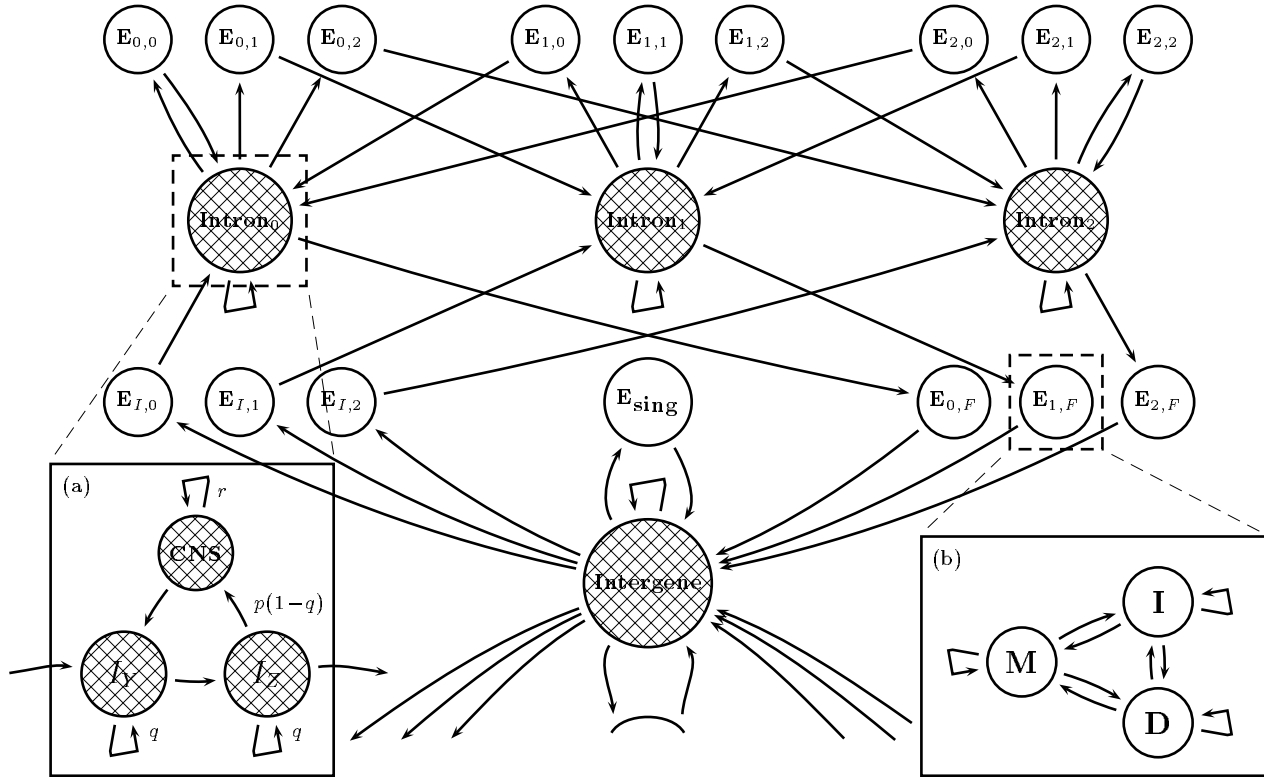 E0,0 E0,1 E0,2 E1,0 E1,1 E1,2 E2,0 E2,1 E2,2
Intron0 Intron1 Intron2
EI,0 EI,1 EI,2 Esing E0,F E1,F E2,F
(a)
r
CNS
p(1−q)
IY IZ
q q
Intergene
(b)
I
M
D